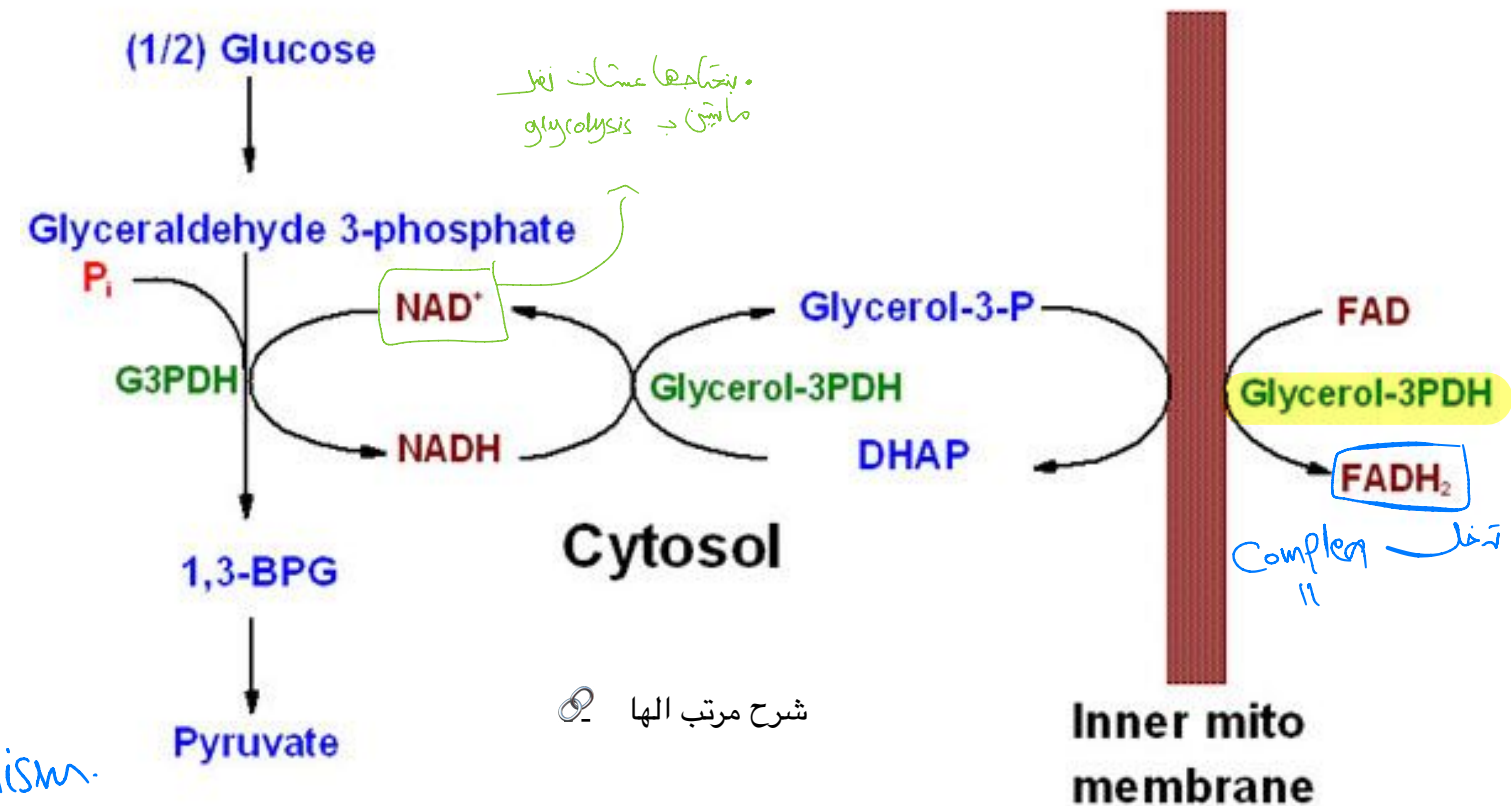 (1/2) Glucose
بنحتاجها عشان نضل
ماشيين بـ glycolysis
Glyceraldehyde 3-phosphate
Pi
NAD⁺
Glycerol-3-P
FAD
G3PDH
Glycerol-3PDH
Glycerol-3PDH
NADH
DHAP
FADH₂
Cytosol
تدخل Complex
II
1,3-BPG
شرح مرتب الها
Pyruvate
Inner mito
membrane
ism.